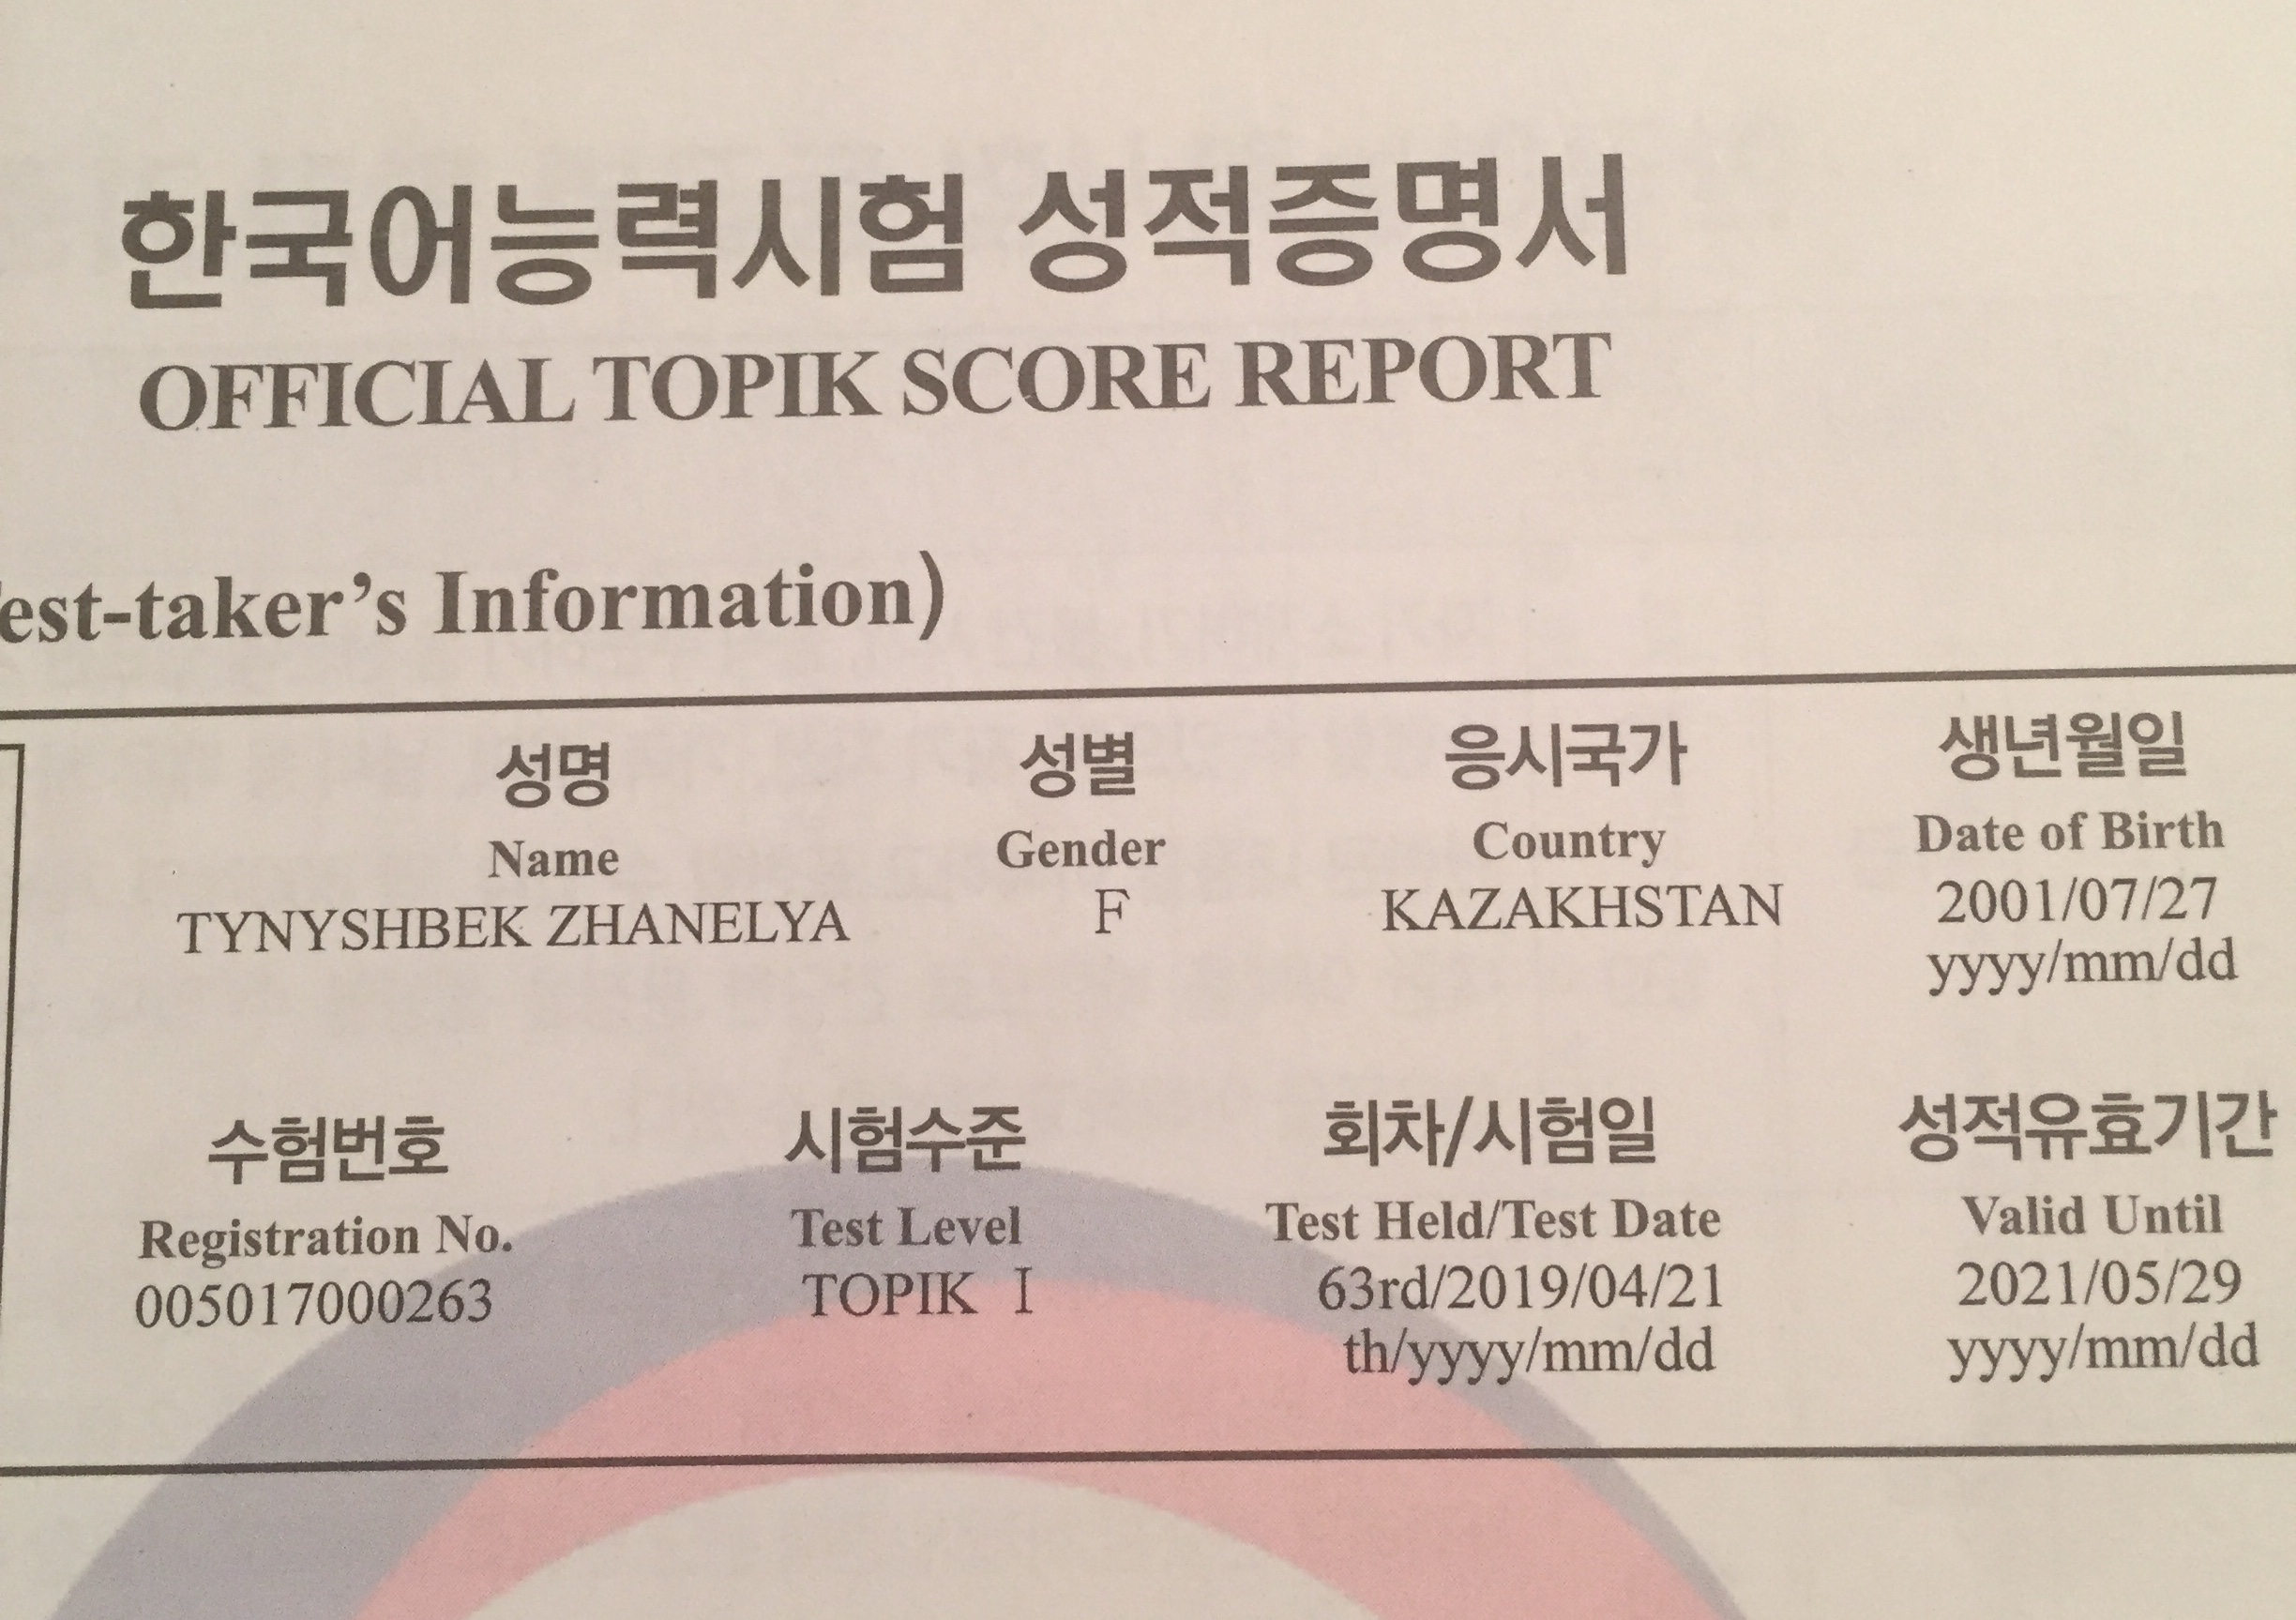 한국어능력시험 성적증명서
OFFICIAL TOPIK SCORE REPORT
est-taker's Information)
성명 성별 응시국가 생년월일
Name Gender Country Date of Birth
TYNYSHBEK ZHANELYA F KAZAKHSTAN 2001/07/27
yyyy/mm/dd
수험번호 시험수준 회차/시험일 성적유효기간
Registration No. Test Level Test Held/Test Date Valid Until
005017000263 TOPIK I 63rd/2019/04/21 2021/05/29
th/yyyy/mm/dd yyyy/mm/dd